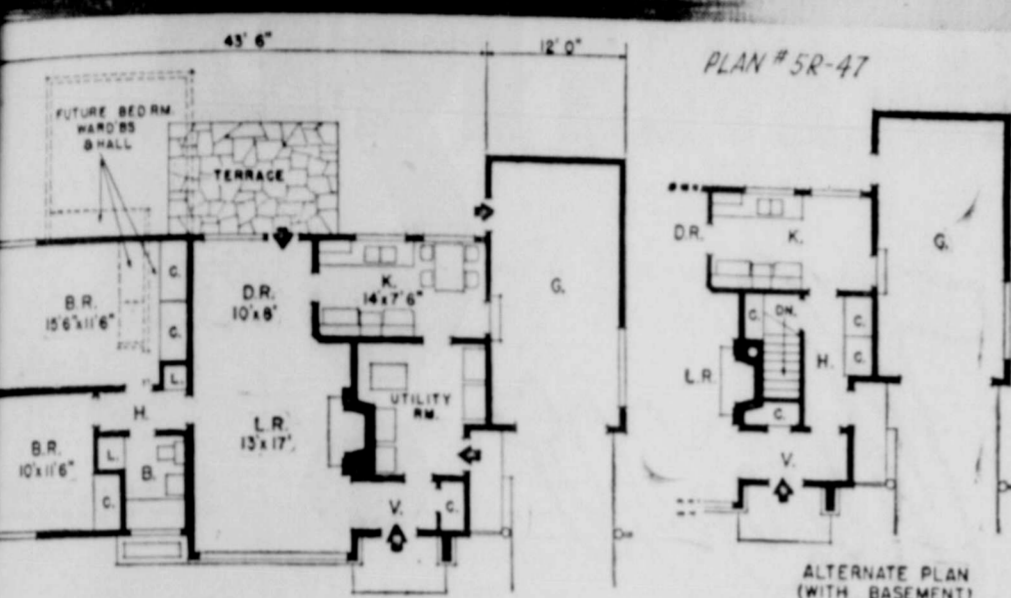 43' 6"
12' 0"
PLAN # 5R-47
FUTURE BED RM.
WARD'BS
& HALL
TERRACE
B.R.
15'6"x11'6"
C.
C.
L.
D.R.
10'x8'
K.
14'x7'6"
G.
H.
B.R.
10'x11'6"
L.
C.
B.
L.R.
13'x17'
UTILITY
RM.
V.
C.
D.R.
K.
G.
C.
DN.
C.
C.
H.
L.R.
C.
V.
ALTERNATE PLAN
(WITH BASEMENT)